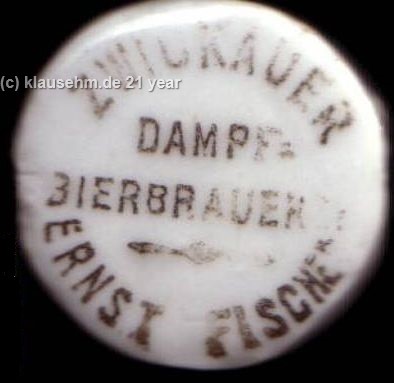 (c) klausehm.de 21 year
ZWICKAUER
DAMPF-
BIERBRAUEREI
ERNST FISCHER